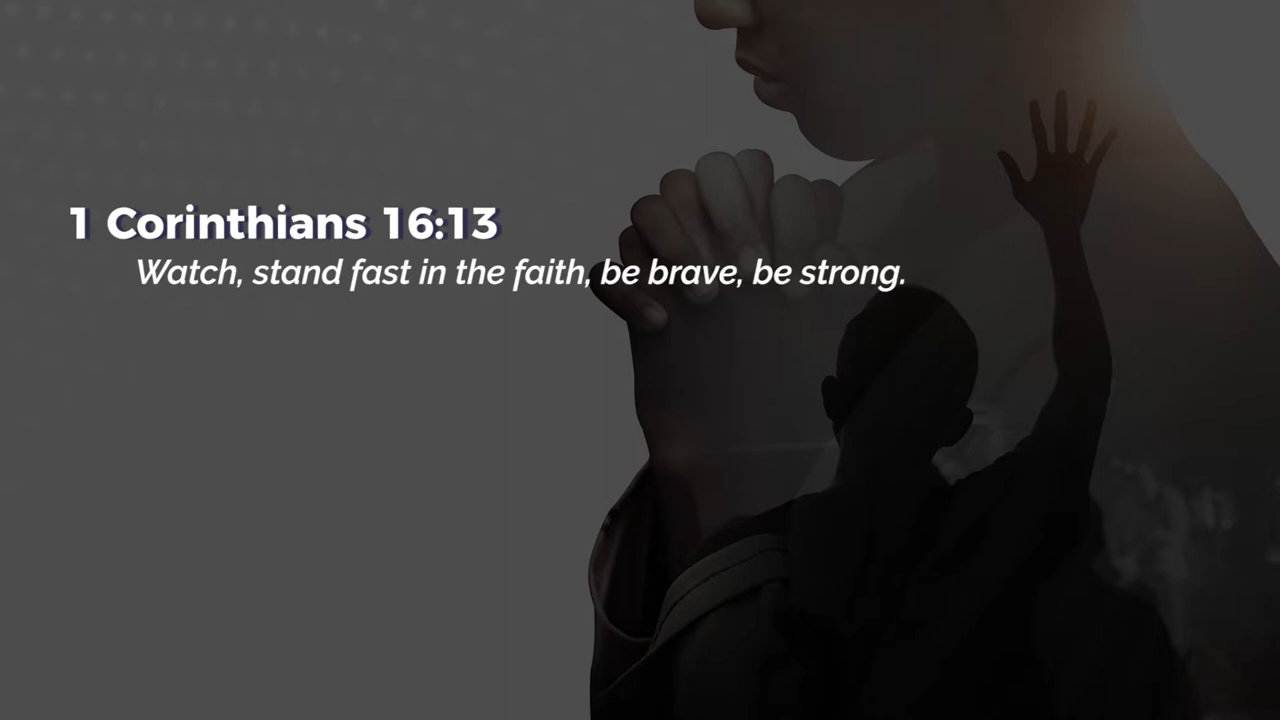 1 Corinthians 16:13
Watch, stand fast in the faith, be brave, be strong.